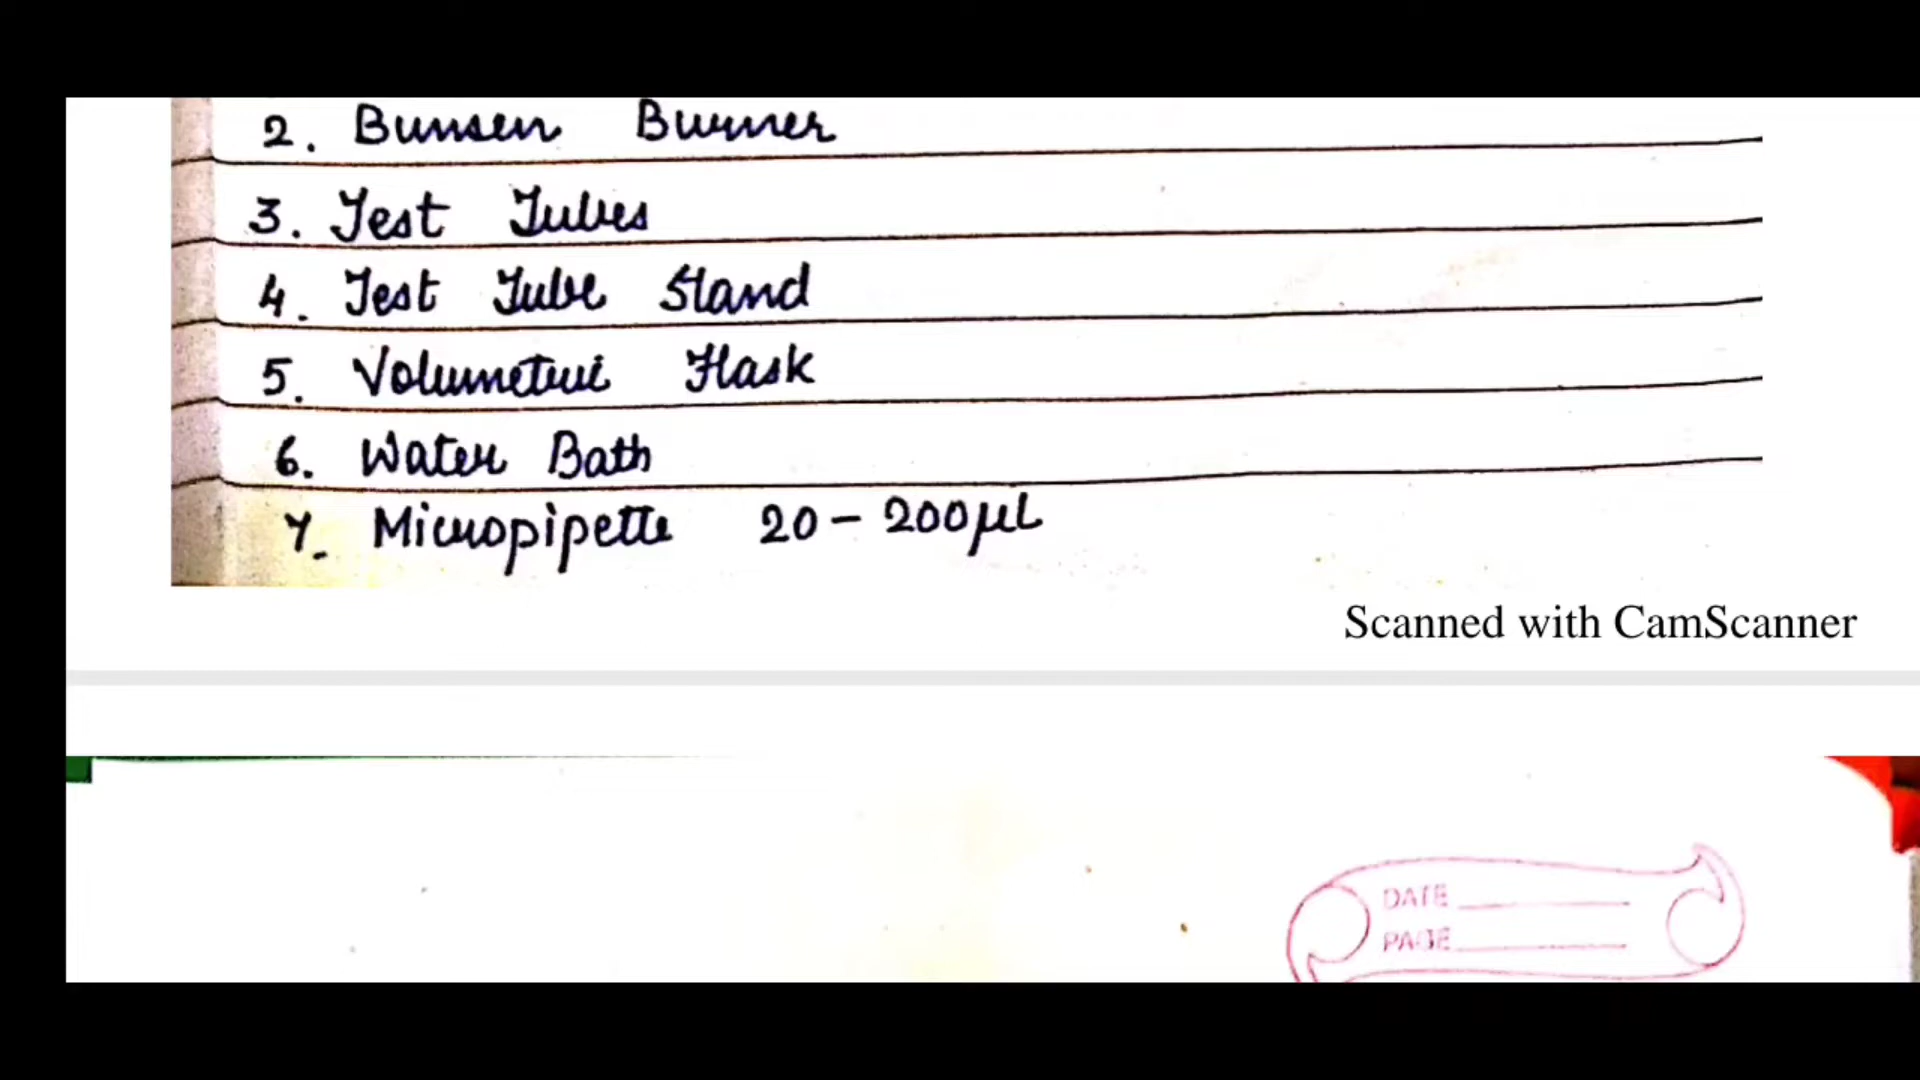 2. Bunsen Burner
3. Test Tubes
4. Test Tube Stand
5. Volumetric Flask
6. Water Bath
7. Micropipette 20 - 200µl
Scanned with CamScanner
DATE
PAGE